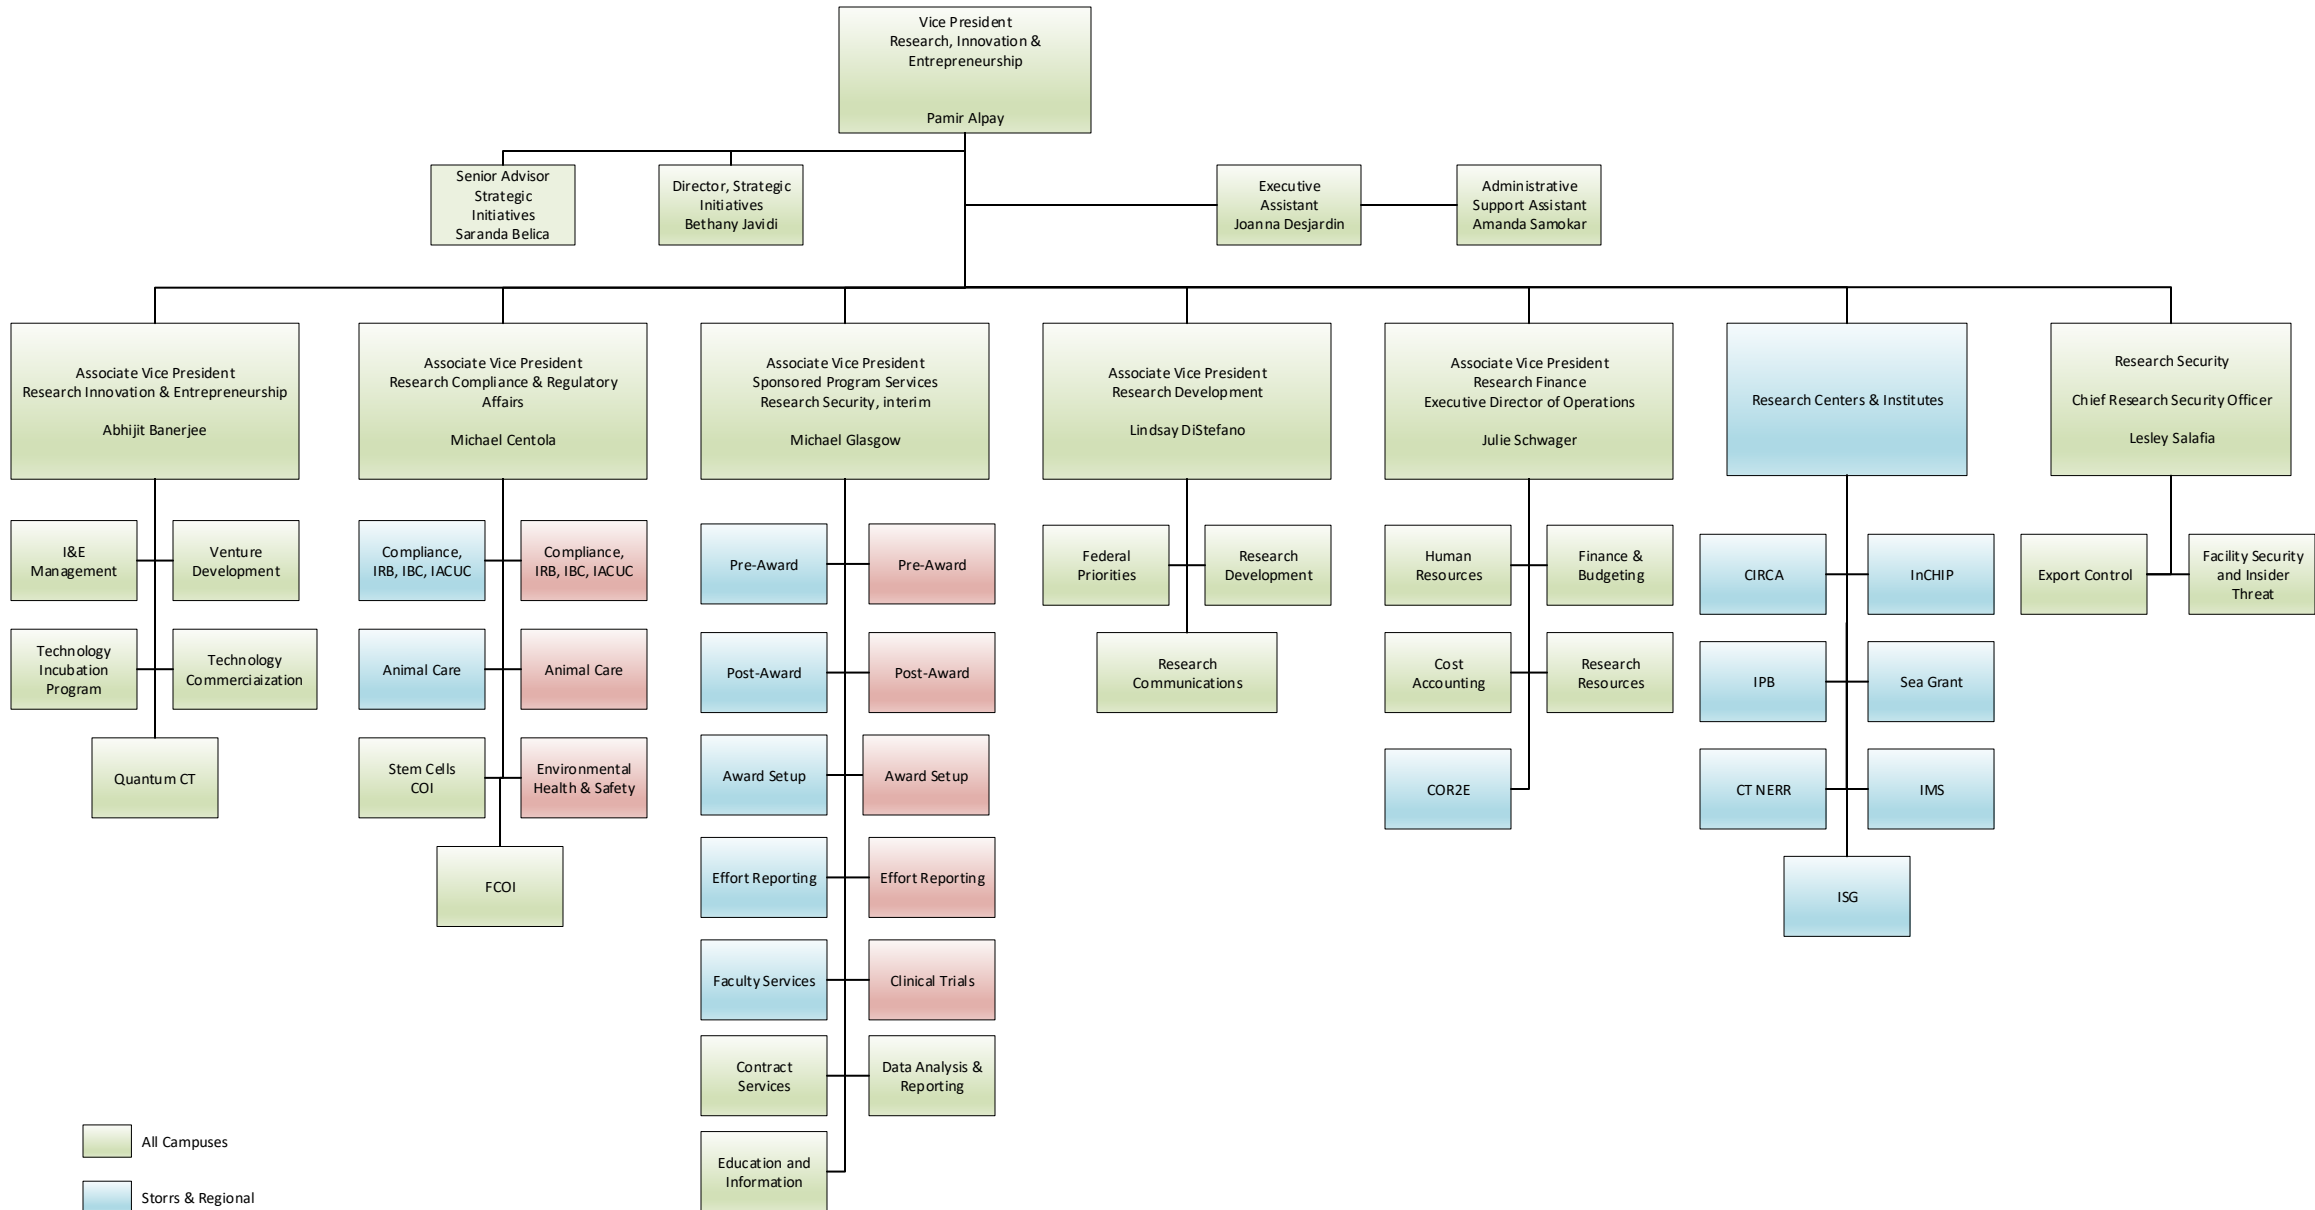 Vice President
Research, Innovation &
Entrepreneurship
Pamir Alpay
Senior Advisor
Strategic
Initiatives
Saranda Belica
Director, Strategic
Initiatives
Bethany Javidi
Executive
Assistant
Joanna Desjardin
Administrative
Support Assistant
Amanda Samokar
Associate Vice President
Research Innovation & Entrepreneurship
Abhijit Banerjee
Associate Vice President
Research Compliance & Regulatory
Affairs
Michael Centola
Associate Vice President
Sponsored Program Services
Research Security, interim
Michael Glasgow
Associate Vice President
Research Development
Lindsay DiStefano
Associate Vice President
Research Finance
Executive Director of Operations
Julie Schwager
Research Centers & Institutes
Research Security
Chief Research Security Officer
Lesley Salafia
I&E
Management
Venture
Development
Technology
Incubation
Program
Technology
Commerciaization
Quantum CT
Compliance,
IRB, IBC, IACUC
Compliance,
IRB, IBC, IACUC
Animal Care
Animal Care
Stem Cells
COI
Environmental
Health & Safety
FCOI
Pre-Award
Pre-Award
Post-Award
Post-Award
Award Setup
Award Setup
Effort Reporting
Effort Reporting
Faculty Services
Clinical Trials
Contract
Services
Data Analysis &
Reporting
Education and
Information
Federal
Priorities
Research
Development
Research
Communications
Human
Resources
Finance &
Budgeting
Cost
Accounting
Research
Resources
COR2E
CIRCA
InCHIP
IPB
Sea Grant
CT NERR
IMS
ISG
Export Control
Facility Security
and Insider
Threat
All Campuses
Storrs & Regional